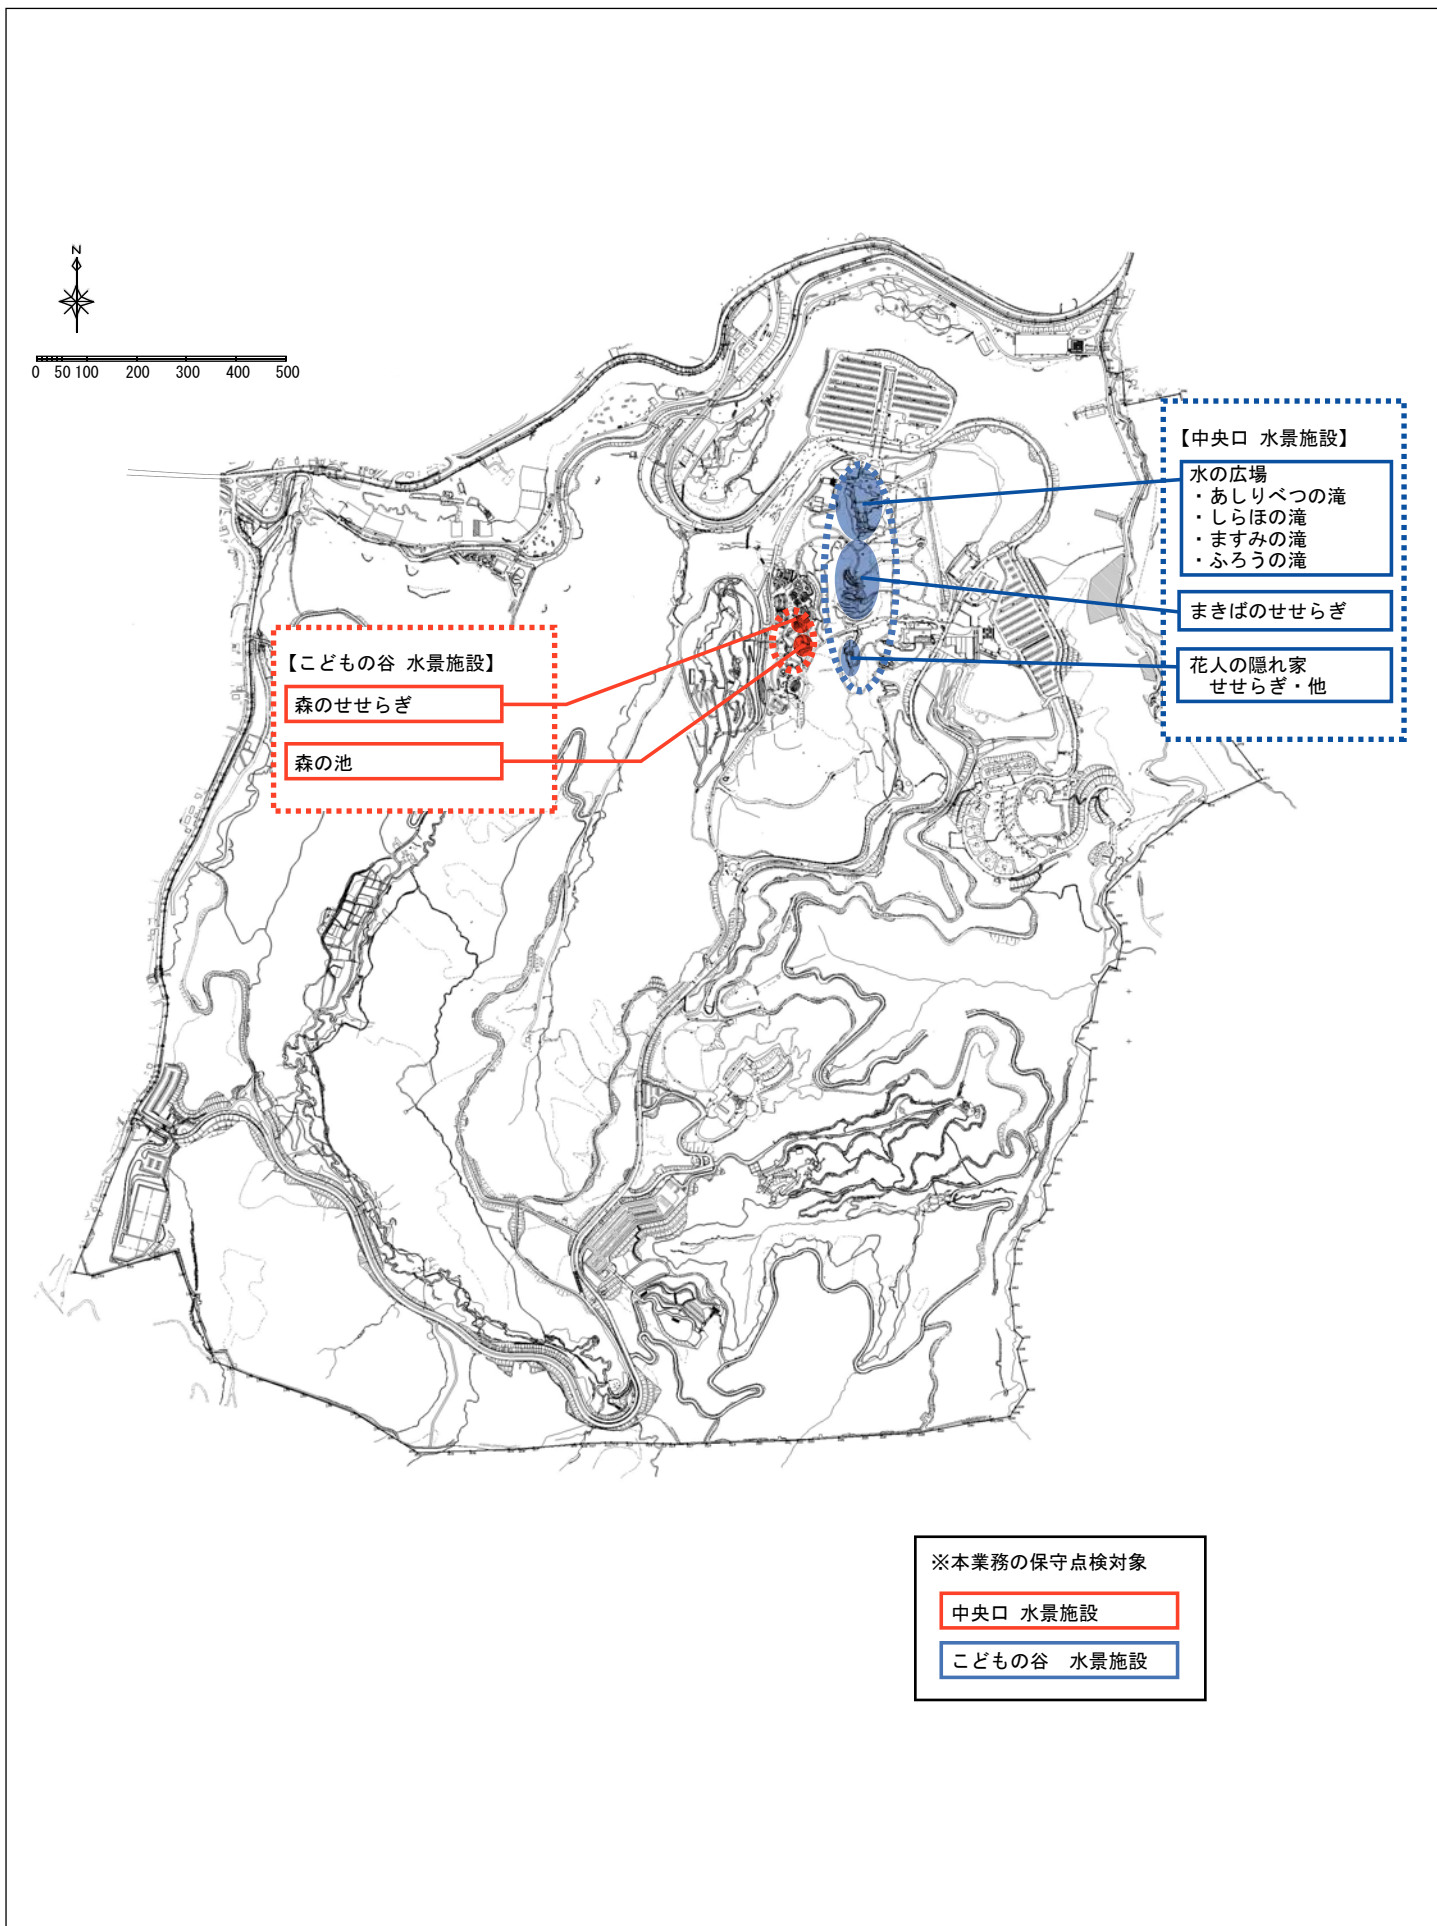 N
0 50 100 200 300 400 500
【中央口 水景施設】
水の広場
・あしりべつの滝
・しらほの滝
・ますみの滝
・ふろうの滝
まきばのせせらぎ
花人の隠れ家
せせらぎ・他
【こどもの谷 水景施設】
森のせせらぎ
森の池
※本業務の保守点検対象
中央口 水景施設
こどもの谷　水景施設